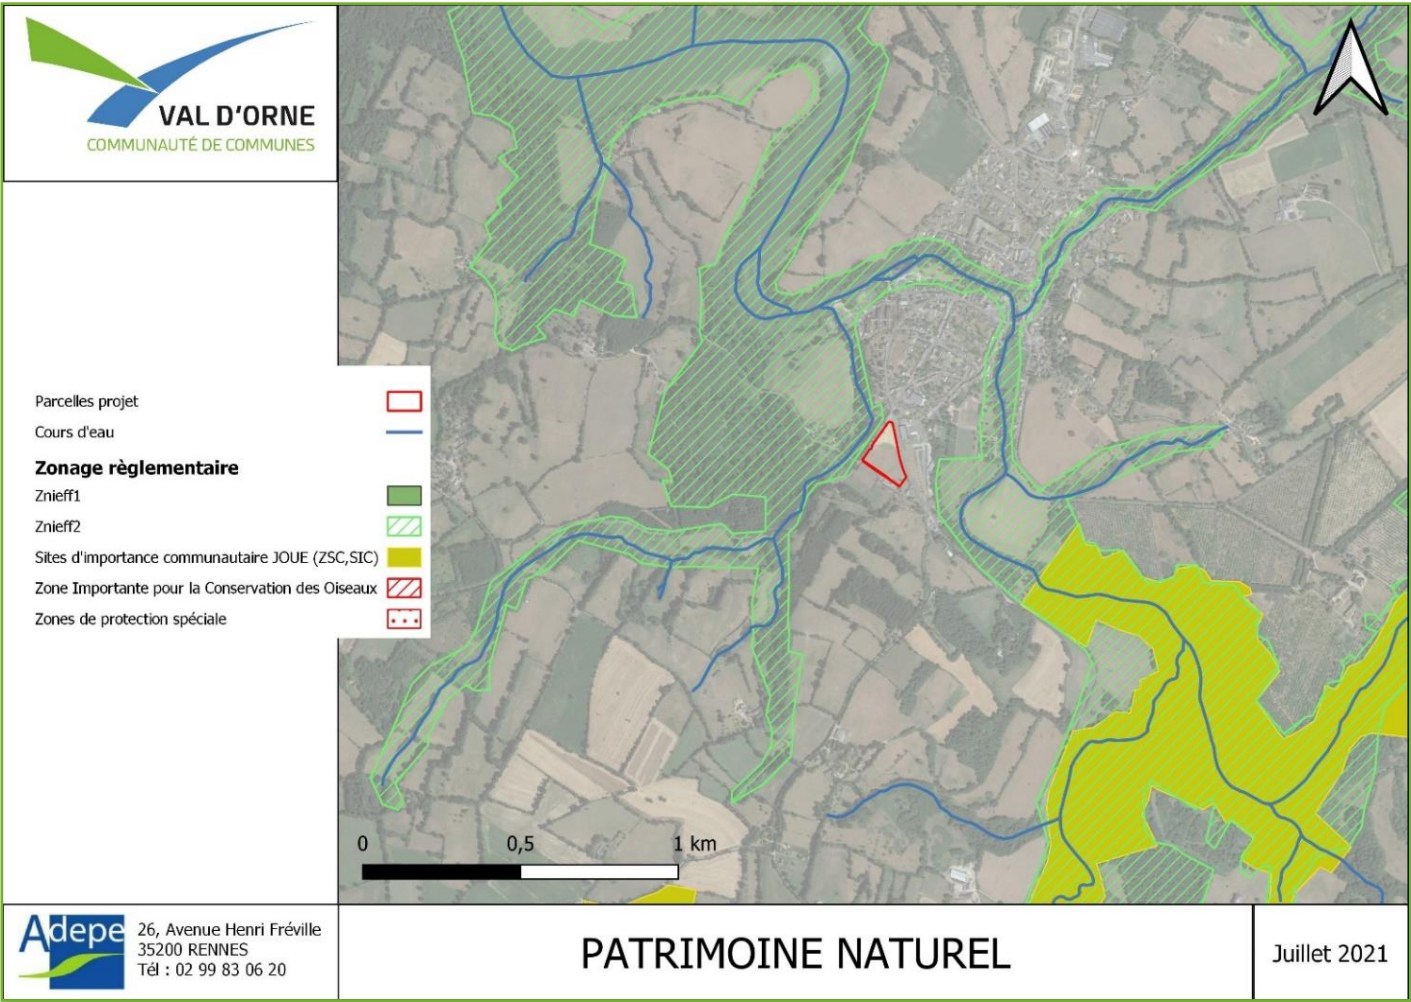 VAL D'ORNE
COMMUNAUTÉ DE COMMUNES
Parcelles projet
Cours d'eau
Zonage règlementaire
Znieff1
Znieff2
Sites d'importance communautaire JOUE (ZSC,SIC)
Zone Importante pour la Conservation des Oiseaux
Zones de protection spéciale
0 0,5 1 km
Adepe
26, Avenue Henri Fréville
35200 RENNES
Tél : 02 99 83 06 20
PATRIMOINE NATUREL
Juillet 2021